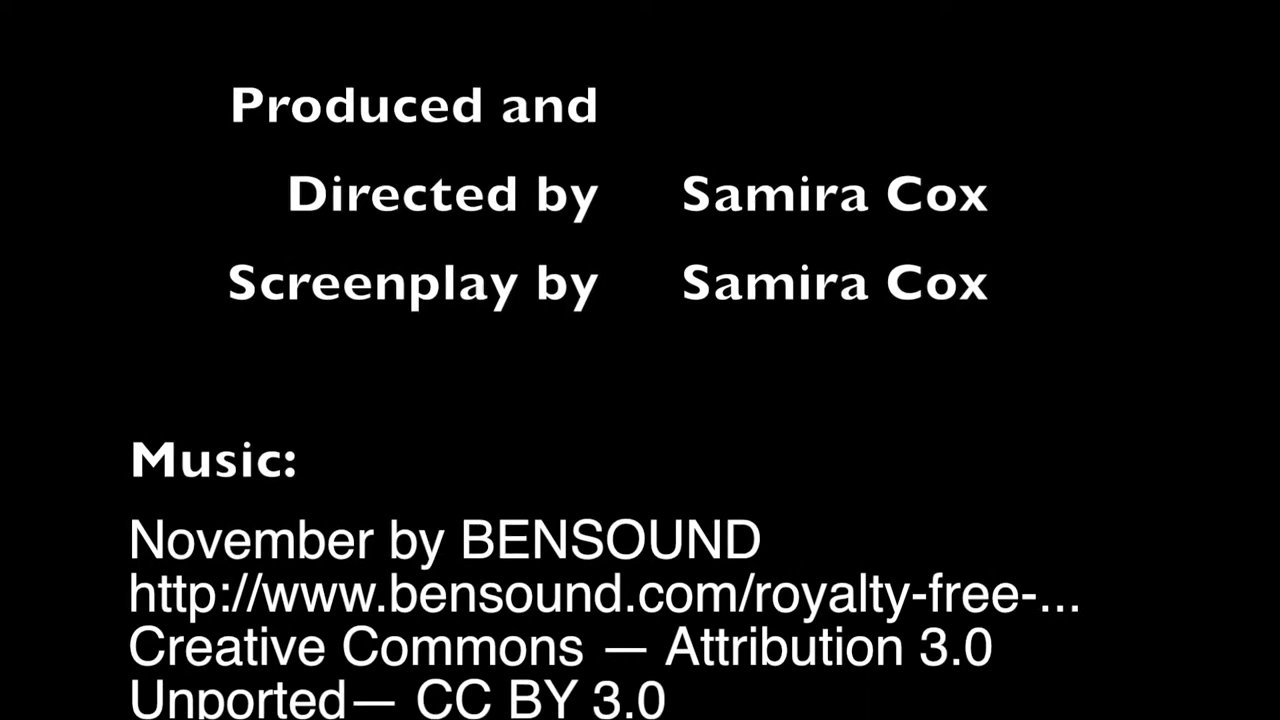 Produced and
Directed by Samira Cox
Screenplay by Samira Cox
Music:
November by BENSOUND
http://www.bensound.com/royalty-free-...
Creative Commons — Attribution 3.0
Unported— CC BY 3.0